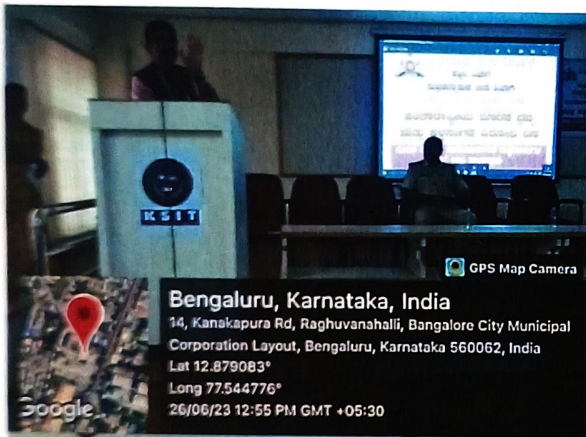 KSIT
GPS Map Camera
Bengaluru, Karnataka, India
14, Kanakapura Rd, Raghuvanahalli, Bangalore City Municipal
Corporation Layout, Bengaluru, Karnataka 560062, India
Lat 12.879083°
Long 77.544776°
26/06/23 12:55 PM GMT +05:30
Google